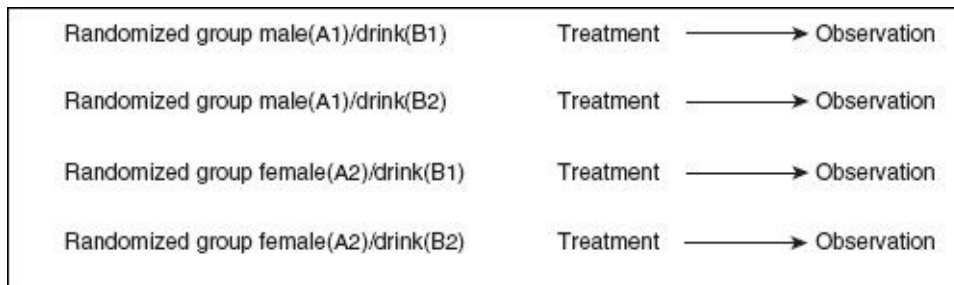 Randomized group male(A1)/drink(B1) Treatment Observation
Randomized group male(A1)/drink(B2) Treatment Observation
Randomized group female(A2)/drink(B1) Treatment Observation
Randomized group female(A2)/drink(B2) Treatment Observation